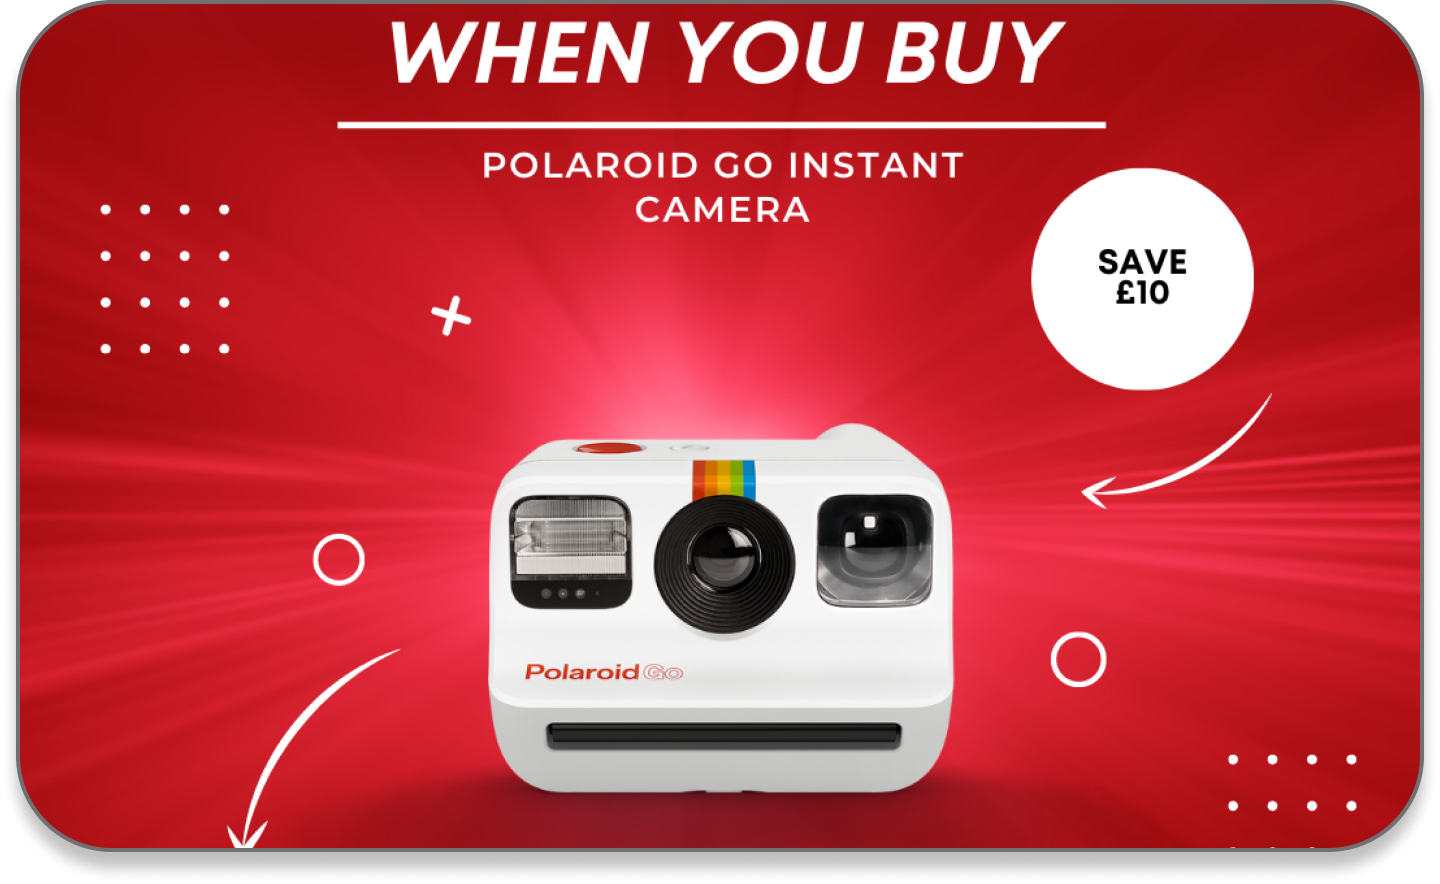 WHEN YOU BUY
POLAROID GO INSTANT
CAMERA
SAVE
£10
Polaroid Go